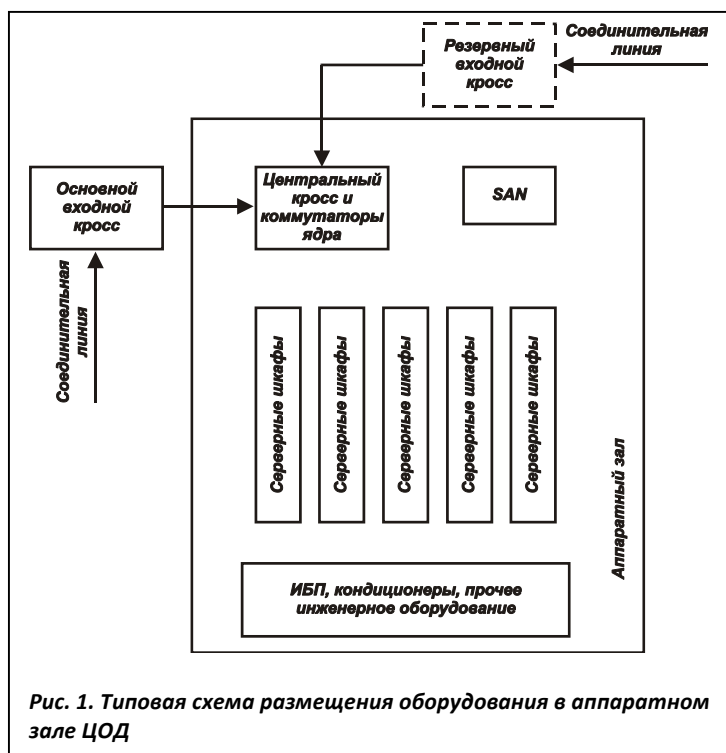 Резервный
входной
кросс
Соединительная
линия
Основной
входной
кросс
Центральный
кросс и
коммутаторы
ядра
SAN
Соединительная
линия
Серверные шкафы
Серверные шкафы
Серверные шкафы
Серверные шкафы
Серверные шкафы
Аппаратный зал
ИБП, кондиционеры, прочее
инженерное оборудование
Рис. 1. Типовая схема размещения оборудования в аппаратном
зале ЦОД